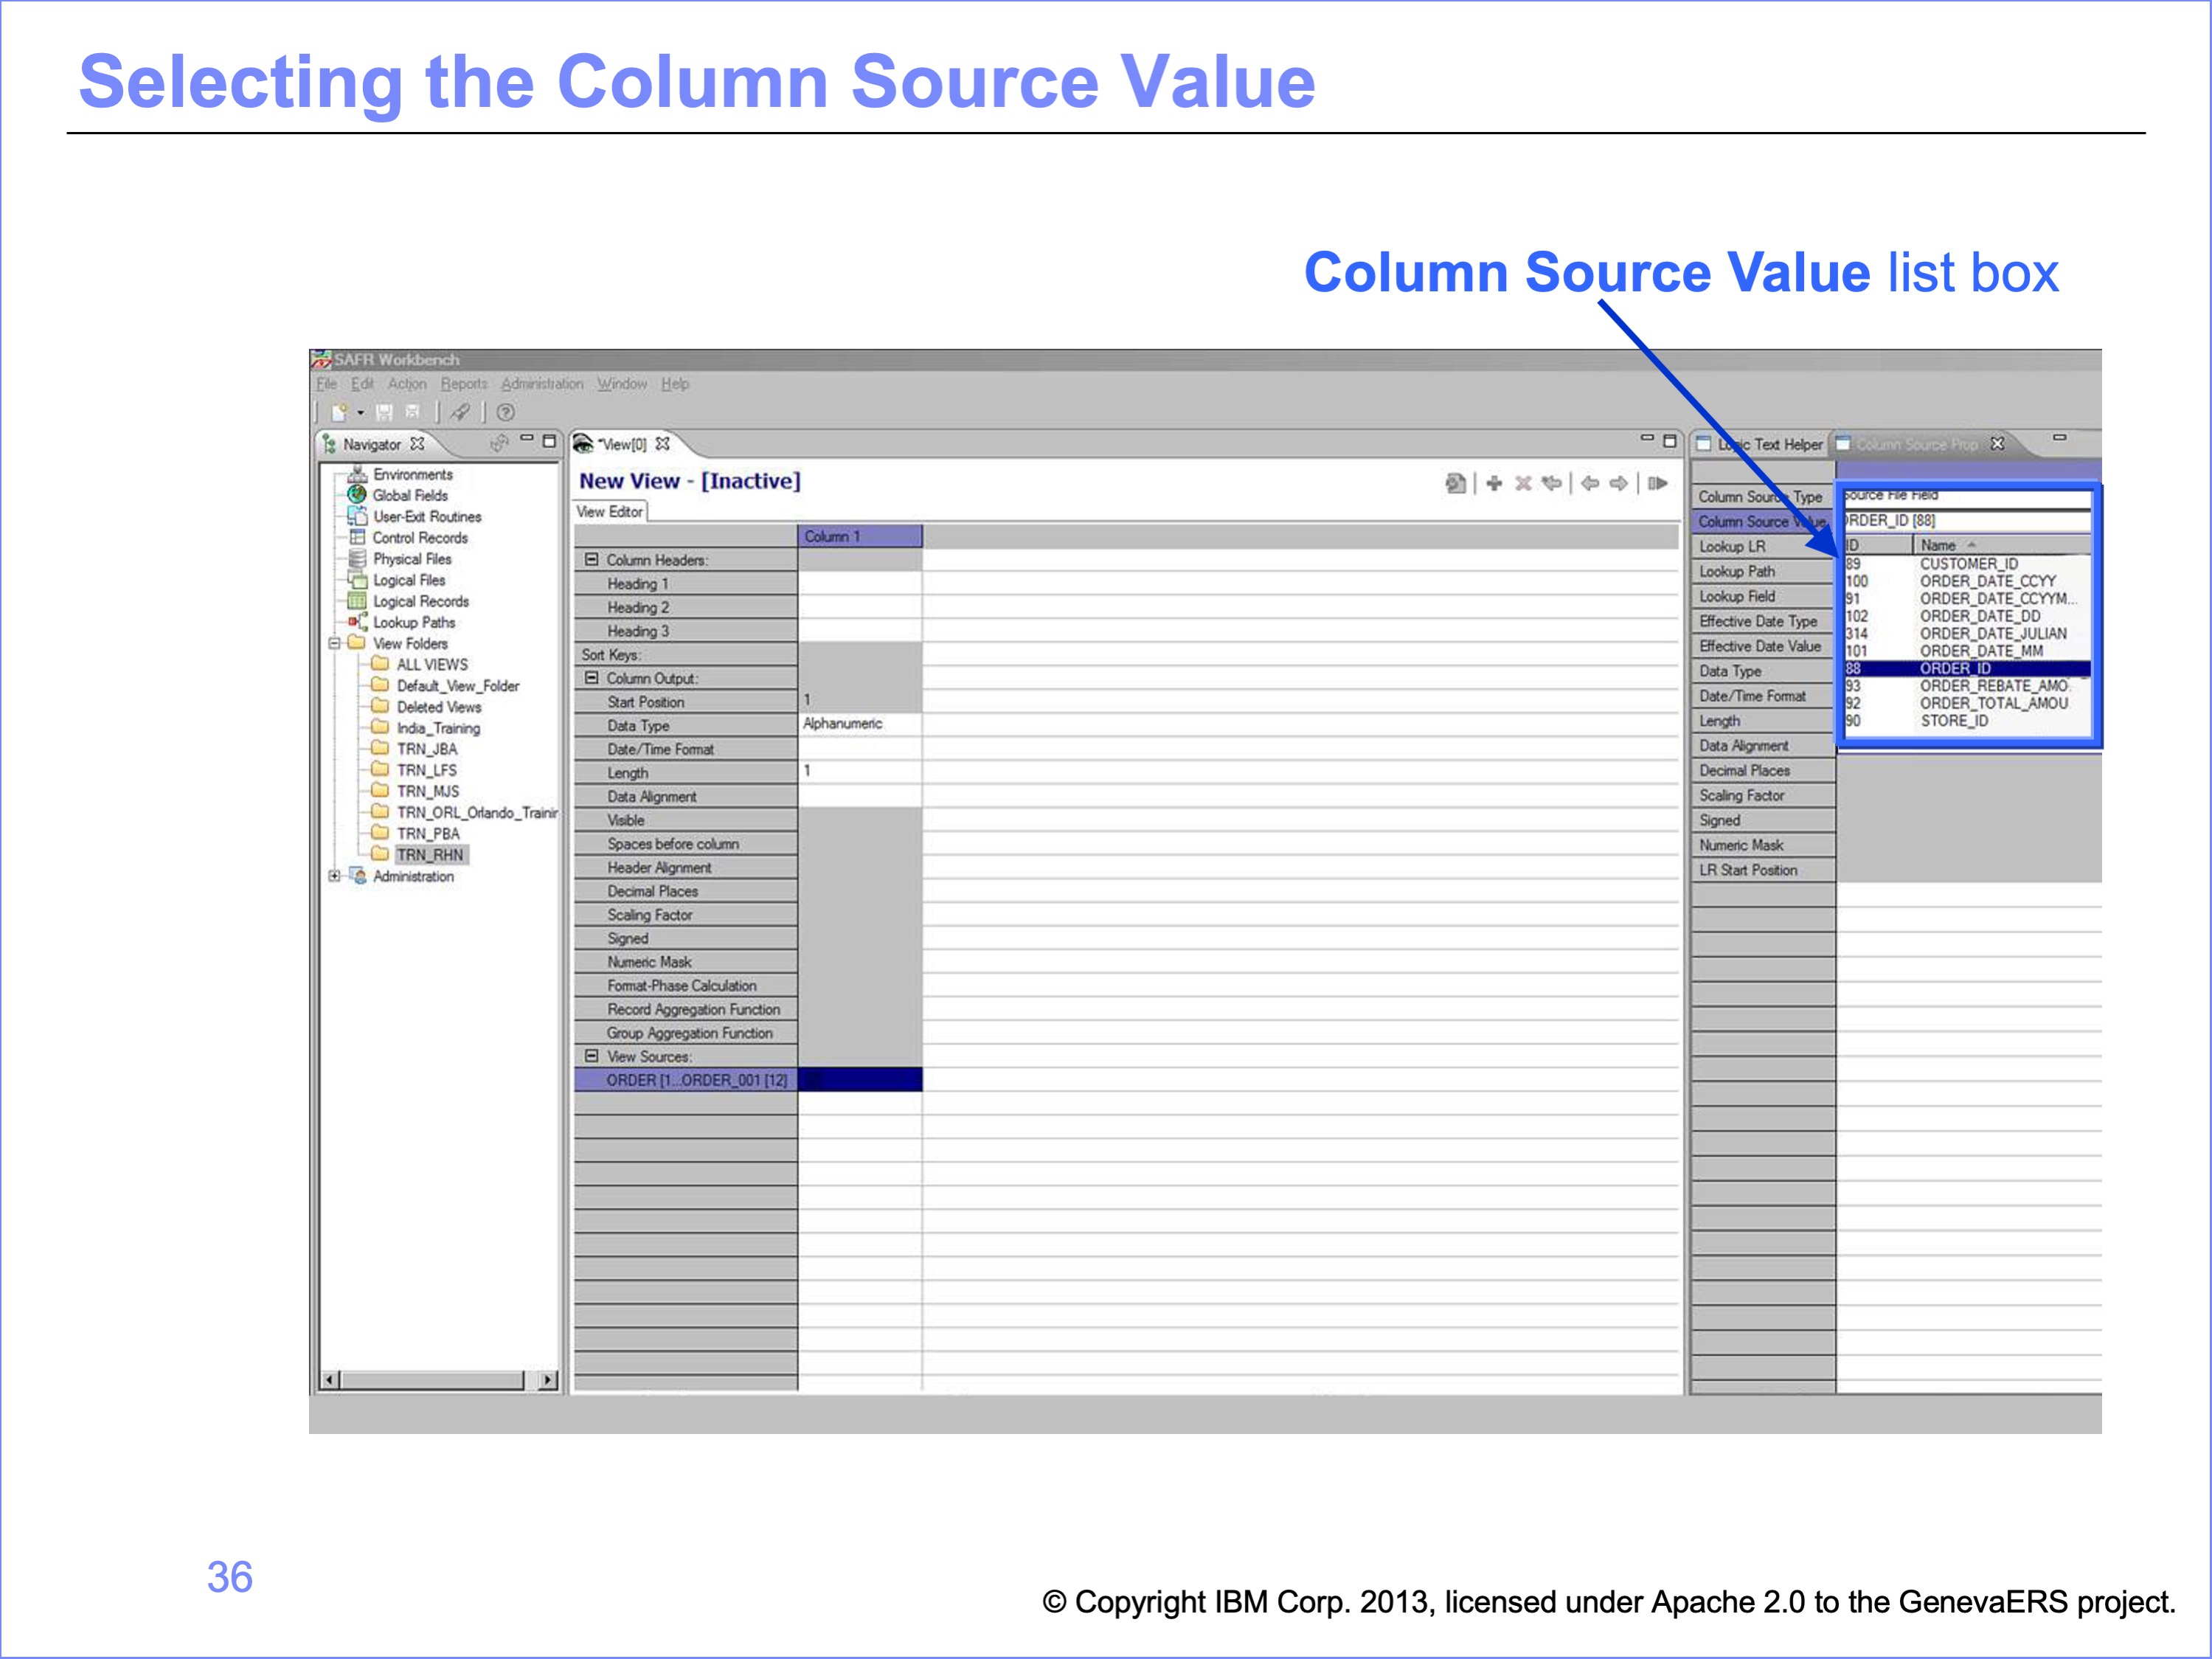 Selecting the Column Source Value
Column Source Value list box
SAFR Workbench
File Edit Action Reports Administration Window Help
Navigator
Environments
Global Fields
User-Exit Routines
Control Records
Physical Files
Logical Files
Logical Records
Lookup Paths
View Folders
ALL VIEWS
Default_View_Folder
Deleted Views
India_Training
TRN_JBA
TRN_LFS
TRN_MJS
TRN_ORL_Orlando_Trainin
TRN_PBA
TRN_RHN
Administration
*View[0]
New View - [Inactive]
View Editor
Column 1
Column Headers:
Heading 1
Heading 2
Heading 3
Sort Keys:
Column Output:
Start Position 1
Data Type Alphanumeric
Date/Time Format
Length 1
Data Alignment
Visible
Spaces before column
Header Alignment
Decimal Places
Scaling Factor
Signed
Numeric Mask
Format-Phase Calculation
Record Aggregation Function
Group Aggregation Function
View Sources:
ORDER [1...ORDER_001 [12]
Logic Text Helper Column Source Prop
Column Source Type Source File Field
Column Source Value ORDER_ID [88]
Lookup LR
Lookup Path
Lookup Field
Effective Date Type
Effective Date Value
Data Type
Date/Time Format
Length
Data Alignment
Decimal Places
Scaling Factor
Signed
Numeric Mask
LR Start Position
ID Name
89 CUSTOMER_ID
100 ORDER_DATE_CCYY
91 ORDER_DATE_CCYYM...
102 ORDER_DATE_DD
314 ORDER_DATE_JULIAN
101 ORDER_DATE_MM
88 ORDER_ID
93 ORDER_REBATE_AMO
92 ORDER_TOTAL_AMOU
90 STORE_ID
36
© Copyright IBM Corp. 2013, licensed under Apache 2.0 to the GenevaERS project.